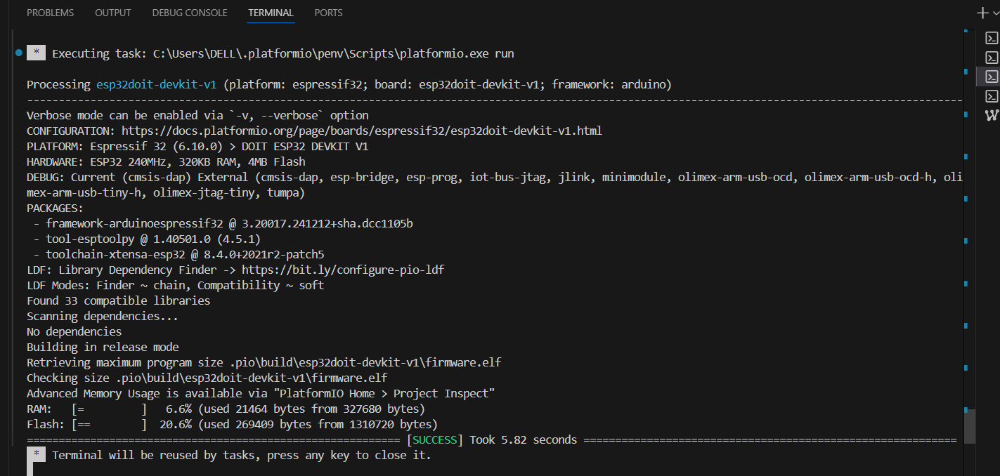 PROBLEMS OUTPUT DEBUG CONSOLE TERMINAL PORTS
* Executing task: C:\Users\DELL\.platformio\penv\Scripts\platformio.exe run
Processing esp32doit-devkit-v1 (platform: espressif32; board: esp32doit-devkit-v1; framework: arduino)
----------------------------------------------------------------------------------------------------------------------------------------------------
Verbose mode can be enabled via `-v, --verbose` option
CONFIGURATION: https://docs.platformio.org/page/boards/espressif32/esp32doit-devkit-v1.html
PLATFORM: Espressif 32 (6.10.0) > DOIT ESP32 DEVKIT V1
HARDWARE: ESP32 240MHz, 320KB RAM, 4MB Flash
DEBUG: Current (cmsis-dap) External (cmsis-dap, esp-bridge, esp-prog, iot-bus-jtag, jlink, minimodule, olimex-arm-usb-ocd, olimex-arm-usb-ocd-h, oli
mex-arm-usb-tiny-h, olimex-jtag-tiny, tumpa)
PACKAGES:
- framework-arduinoespressif32 @ 3.20017.241212+sha.dcc1105b
- tool-esptoolpy @ 1.40501.0 (4.5.1)
- toolchain-xtensa-esp32 @ 8.4.0+2021r2-patch5
LDF: Library Dependency Finder -> https://bit.ly/configure-pio-ldf
LDF Modes: Finder ~ chain, Compatibility ~ soft
Found 33 compatible libraries
Scanning dependencies...
No dependencies
Building in release mode
Retrieving maximum program size .pio\build\esp32doit-devkit-v1\firmware.elf
Checking size .pio\build\esp32doit-devkit-v1\firmware.elf
Advanced Memory Usage is available via "PlatformIO Home > Project Inspect"
RAM: [= ] 6.6% (used 21464 bytes from 327680 bytes)
Flash: [== ] 20.6% (used 269409 bytes from 1310720 bytes)
=========================================================== [SUCCESS] Took 5.82 seconds ===========================================================
* Terminal will be reused by tasks, press any key to close it.